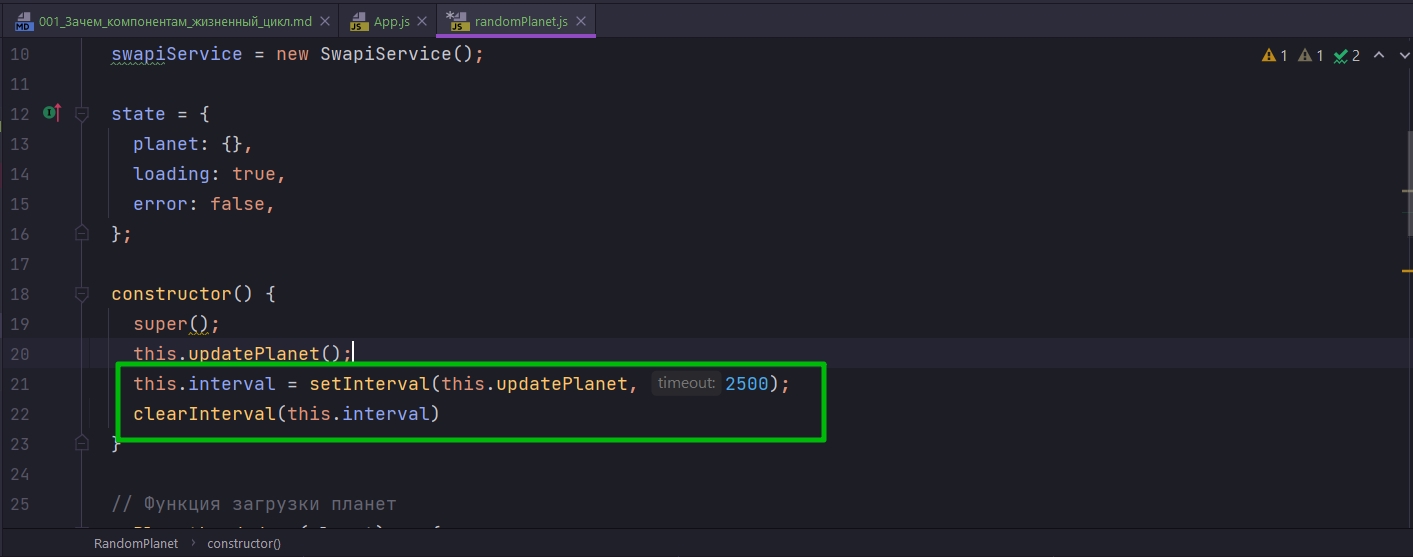 MD 001_Зачем_компонентам_жизненный_цикл.md JS App.js JS randomPlanet.js
10 swapiService = new SwapiService(); 1 1 2
11
12 state = {
13 planet: {},
14 loading: true,
15 error: false,
16 };
17
18 constructor() {
19 super();
20 this.updatePlanet();
21 this.interval = setInterval(this.updatePlanet, timeout: 2500);
22 clearInterval(this.interval)
23 }
24
25 // Функция загрузки планет
RandomPlanet › constructor()